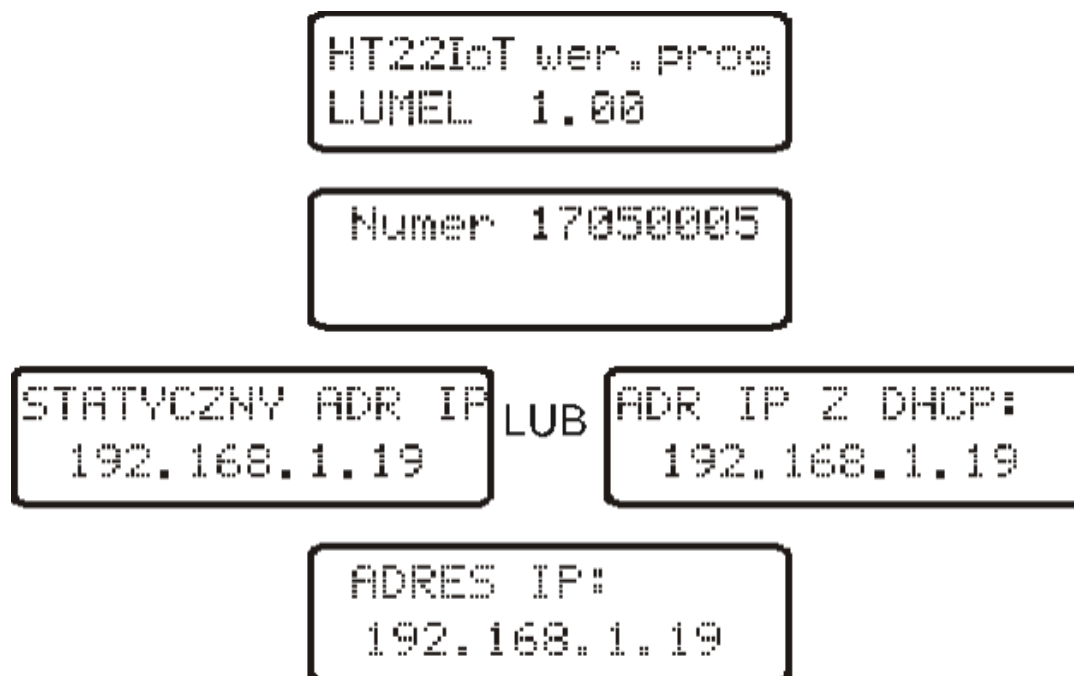 HT22IoT wer.prog
LUMEL 1.00
Numer 17050005
STATYCZNY ADR IP
192.168.1.19
LUB
ADR IP Z DHCP:
192.168.1.19
ADRES IP:
192.168.1.19